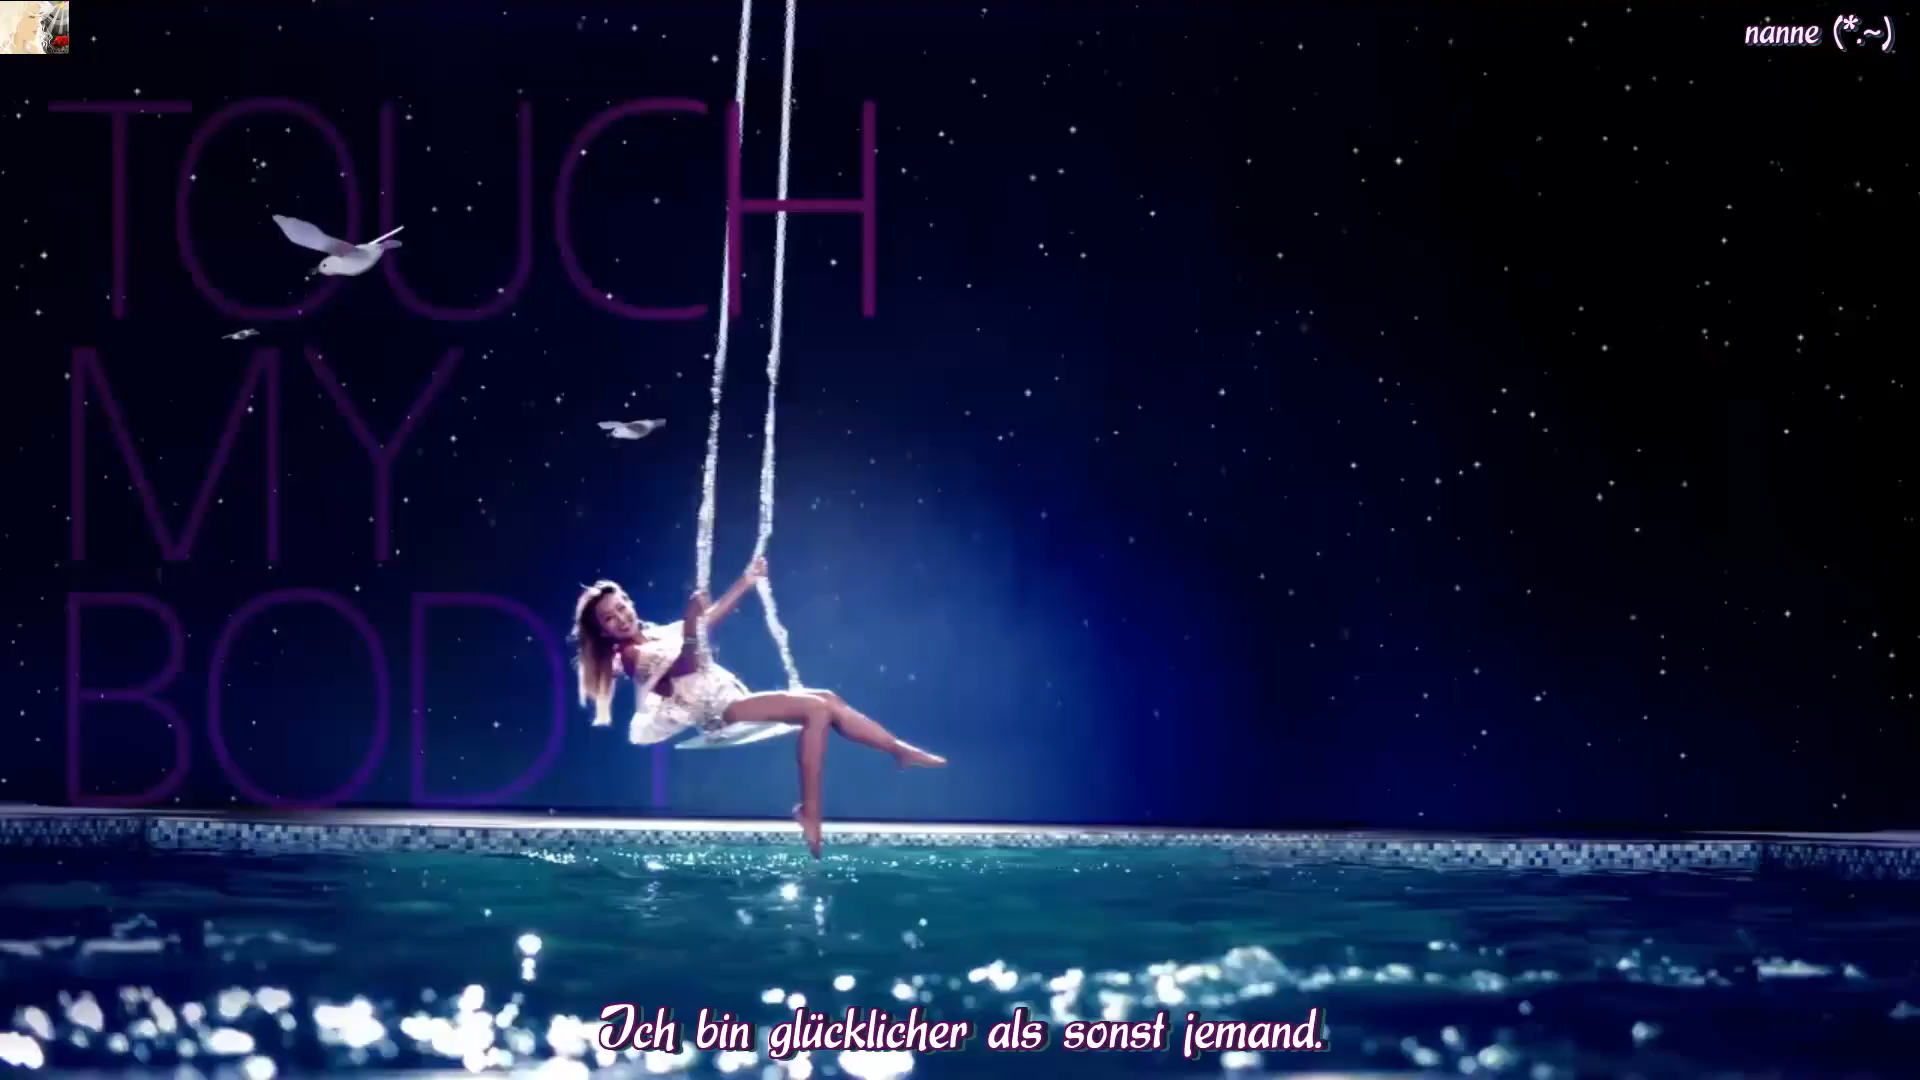 nanne (*.~)
TOUCH
MY
BODY
Ich bin glücklicher als sonst jemand.